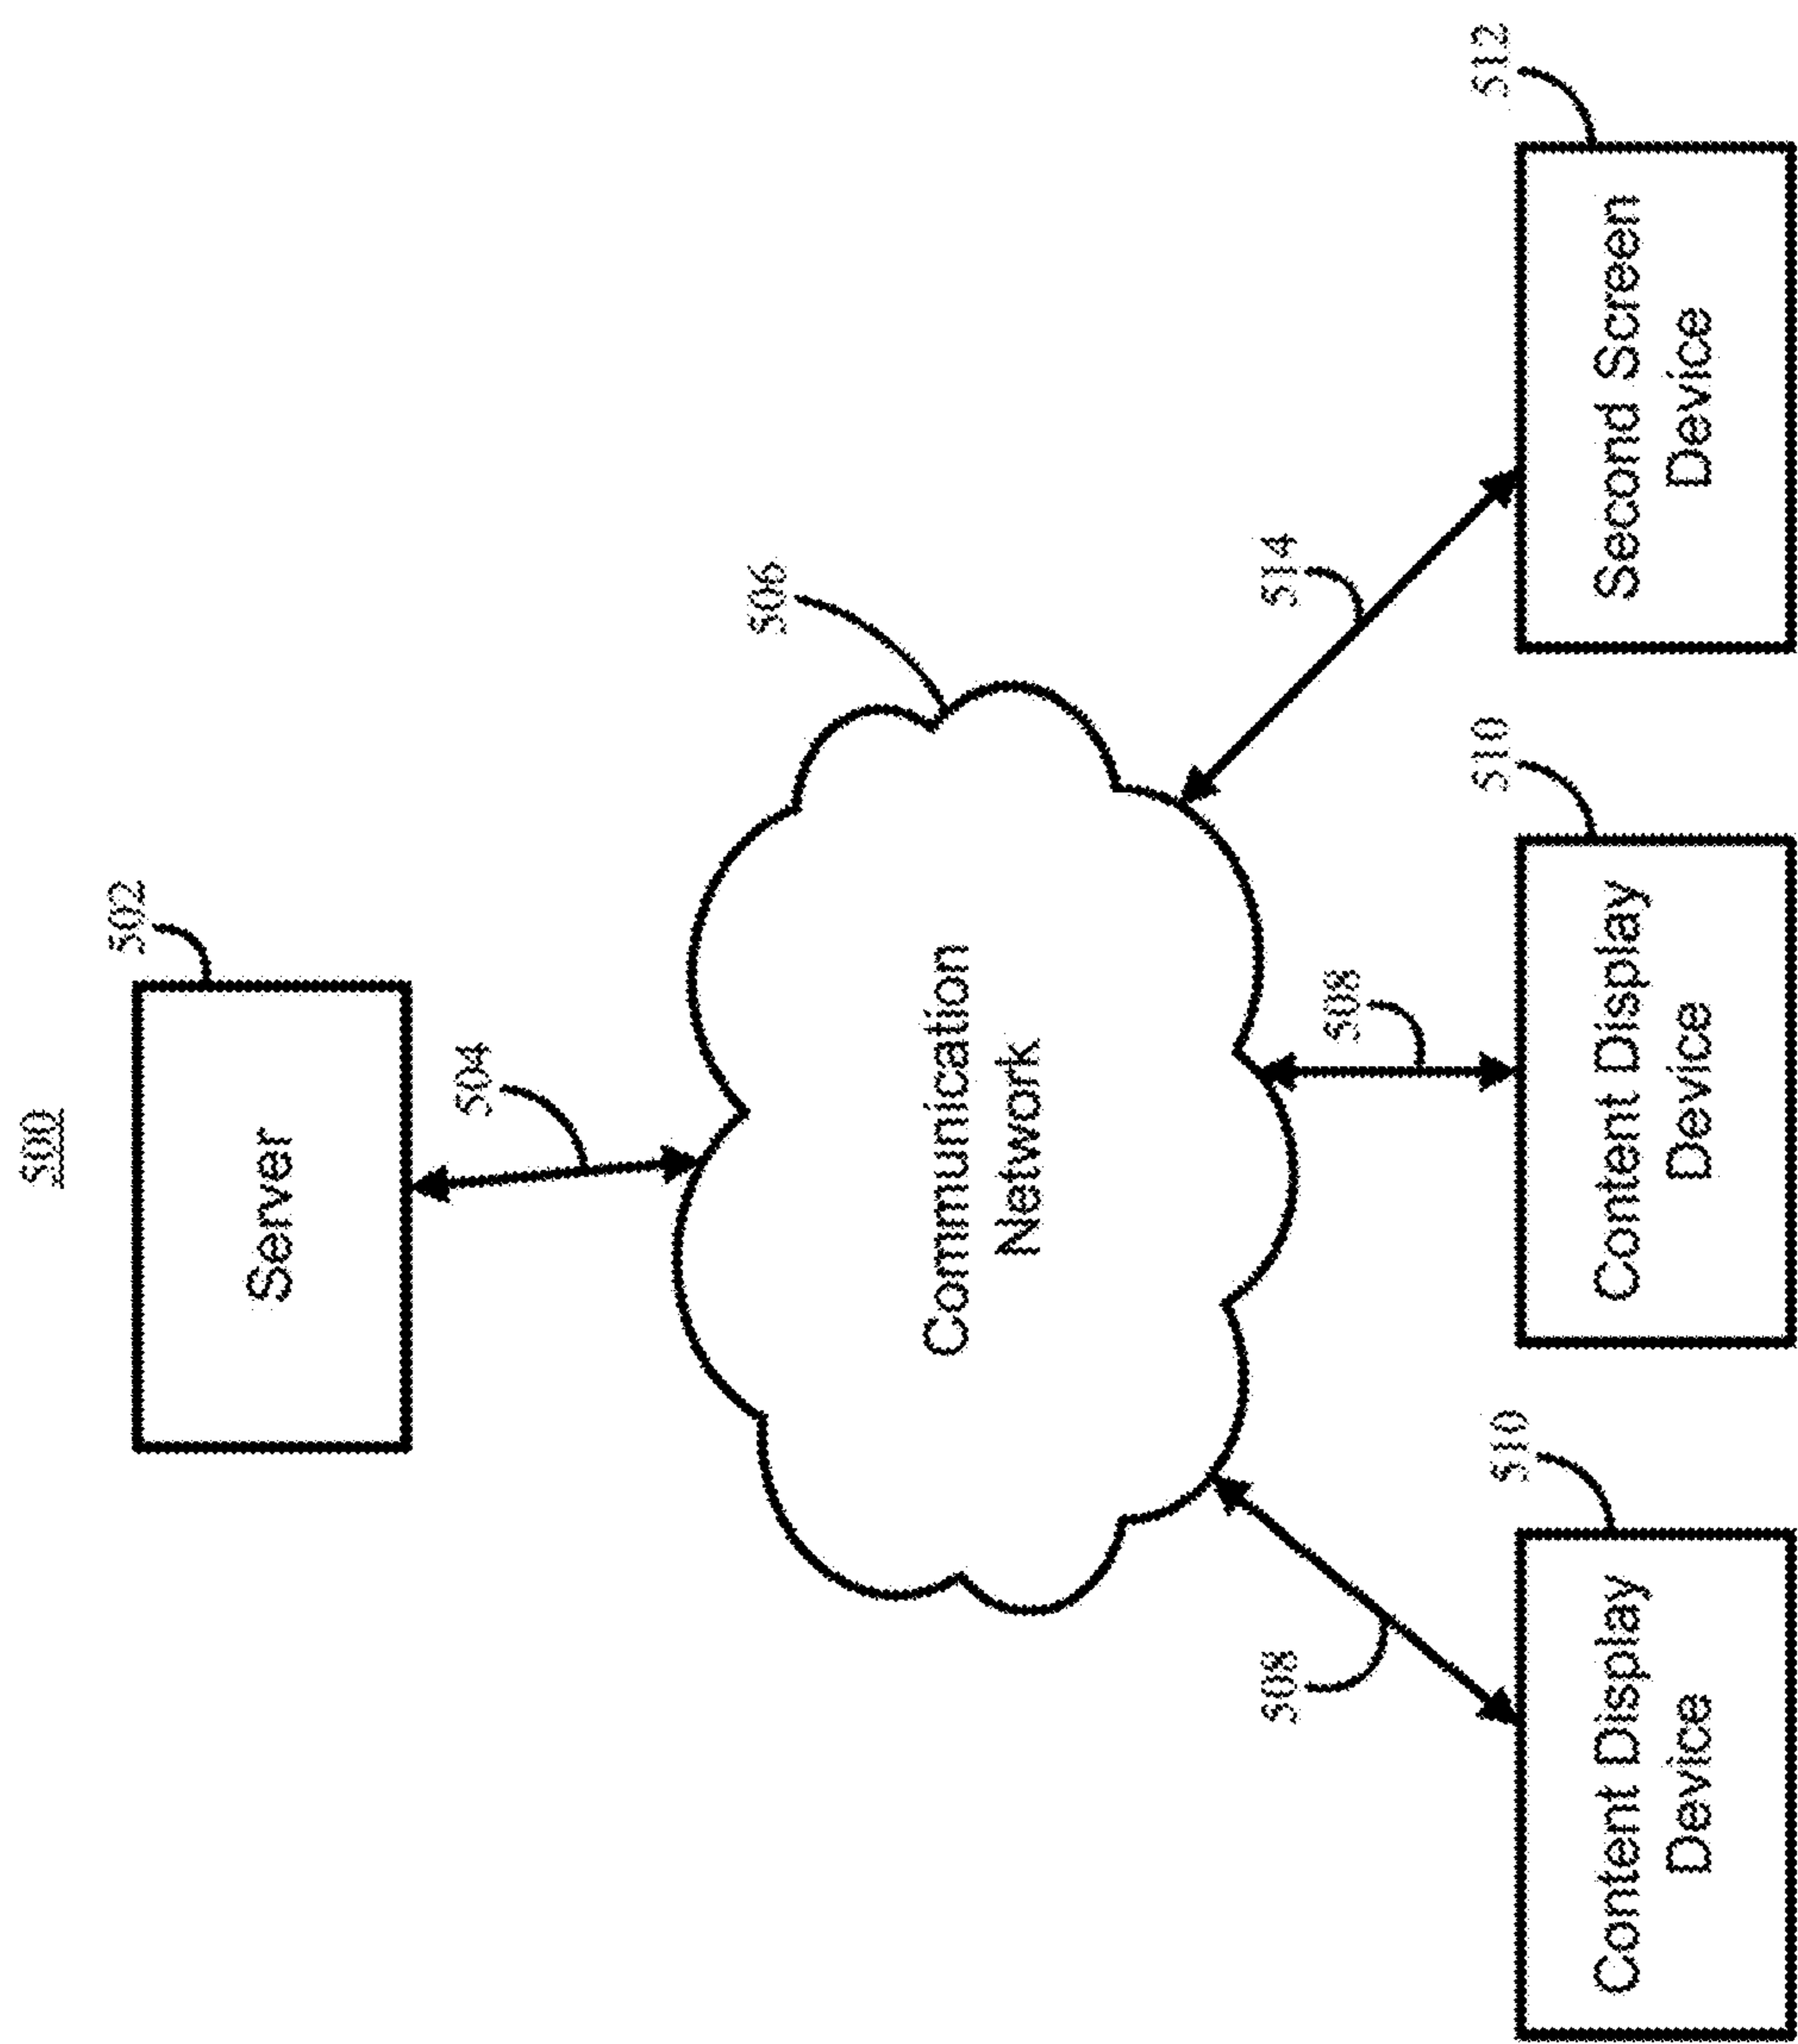 500
502
Server
504
506
Communication
Network
508
508
514
510
510
512
Content Display
Device
Content Display
Device
Second Screen
Device